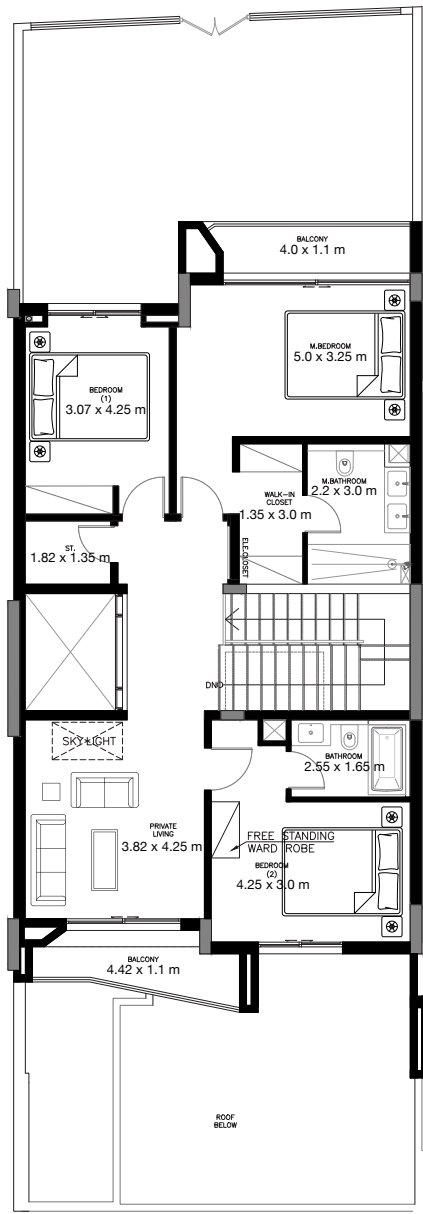 BALCONY
4.0 x 1.1 m
M.BEDROOM
5.0 x 3.25 m
BEDROOM
(1)
3.07 x 4.25 m
M.BATHROOM
2.2 x 3.0 m
WALK-IN
CLOSET
1.35 x 3.0 m
ST.
1.82 x 1.35 m
ELE.CLOSET
DN
SKY LIGHT
BATHROOM
2.55 x 1.65 m
PRIVATE
LIVING
3.82 x 4.25 m
FREE STANDING
WARD ROBE
BEDROOM
(2)
4.25 x 3.0 m
BALCONY
4.42 x 1.1 m
ROOF
BELOW